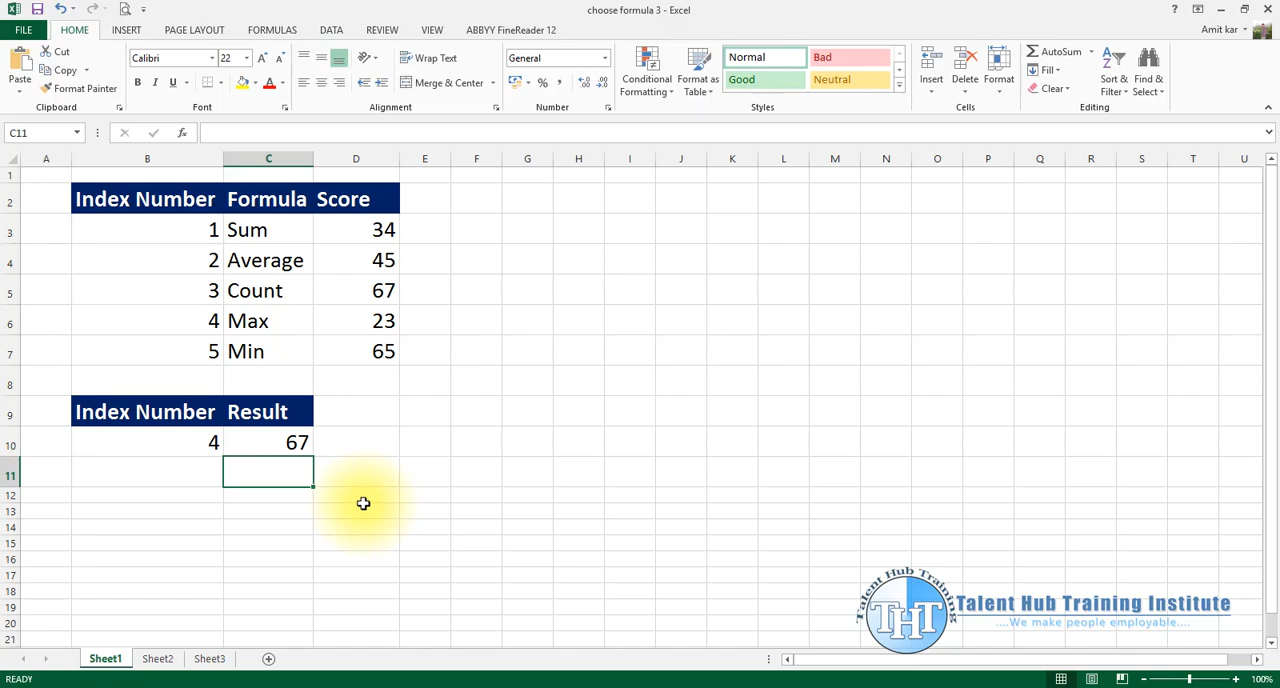 choose formula 3 - Excel
?
FILE HOME INSERT PAGE LAYOUT FORMULAS DATA REVIEW VIEW ABBYY FineReader 12 Amit kar
Paste
Cut
Copy
Format Painter
Clipboard
Calibri 22
B I U
Font
Wrap Text
Merge & Center
Alignment
General
%
Number
Conditional Formatting
Format as Table
Normal Bad
Good Neutral
Styles
Insert Delete Format
Cells
AutoSum
Fill
Clear
Sort & Filter
Find & Select
Editing
C11 fx
A B C D E F G H I J K L M N O P Q R S T U
1
2 Index Number Formula Score
3 1 Sum 34
4 2 Average 45
5 3 Count 67
6 4 Max 23
7 5 Min 65
8
9 Index Number Result
10 4 67
11
12
13
14
15
16
17
18
19
20
21
Talent Hub Training
THT
Talent Hub Training Institute
....We make people employable....
Sheet1 Sheet2 Sheet3
READY 100%